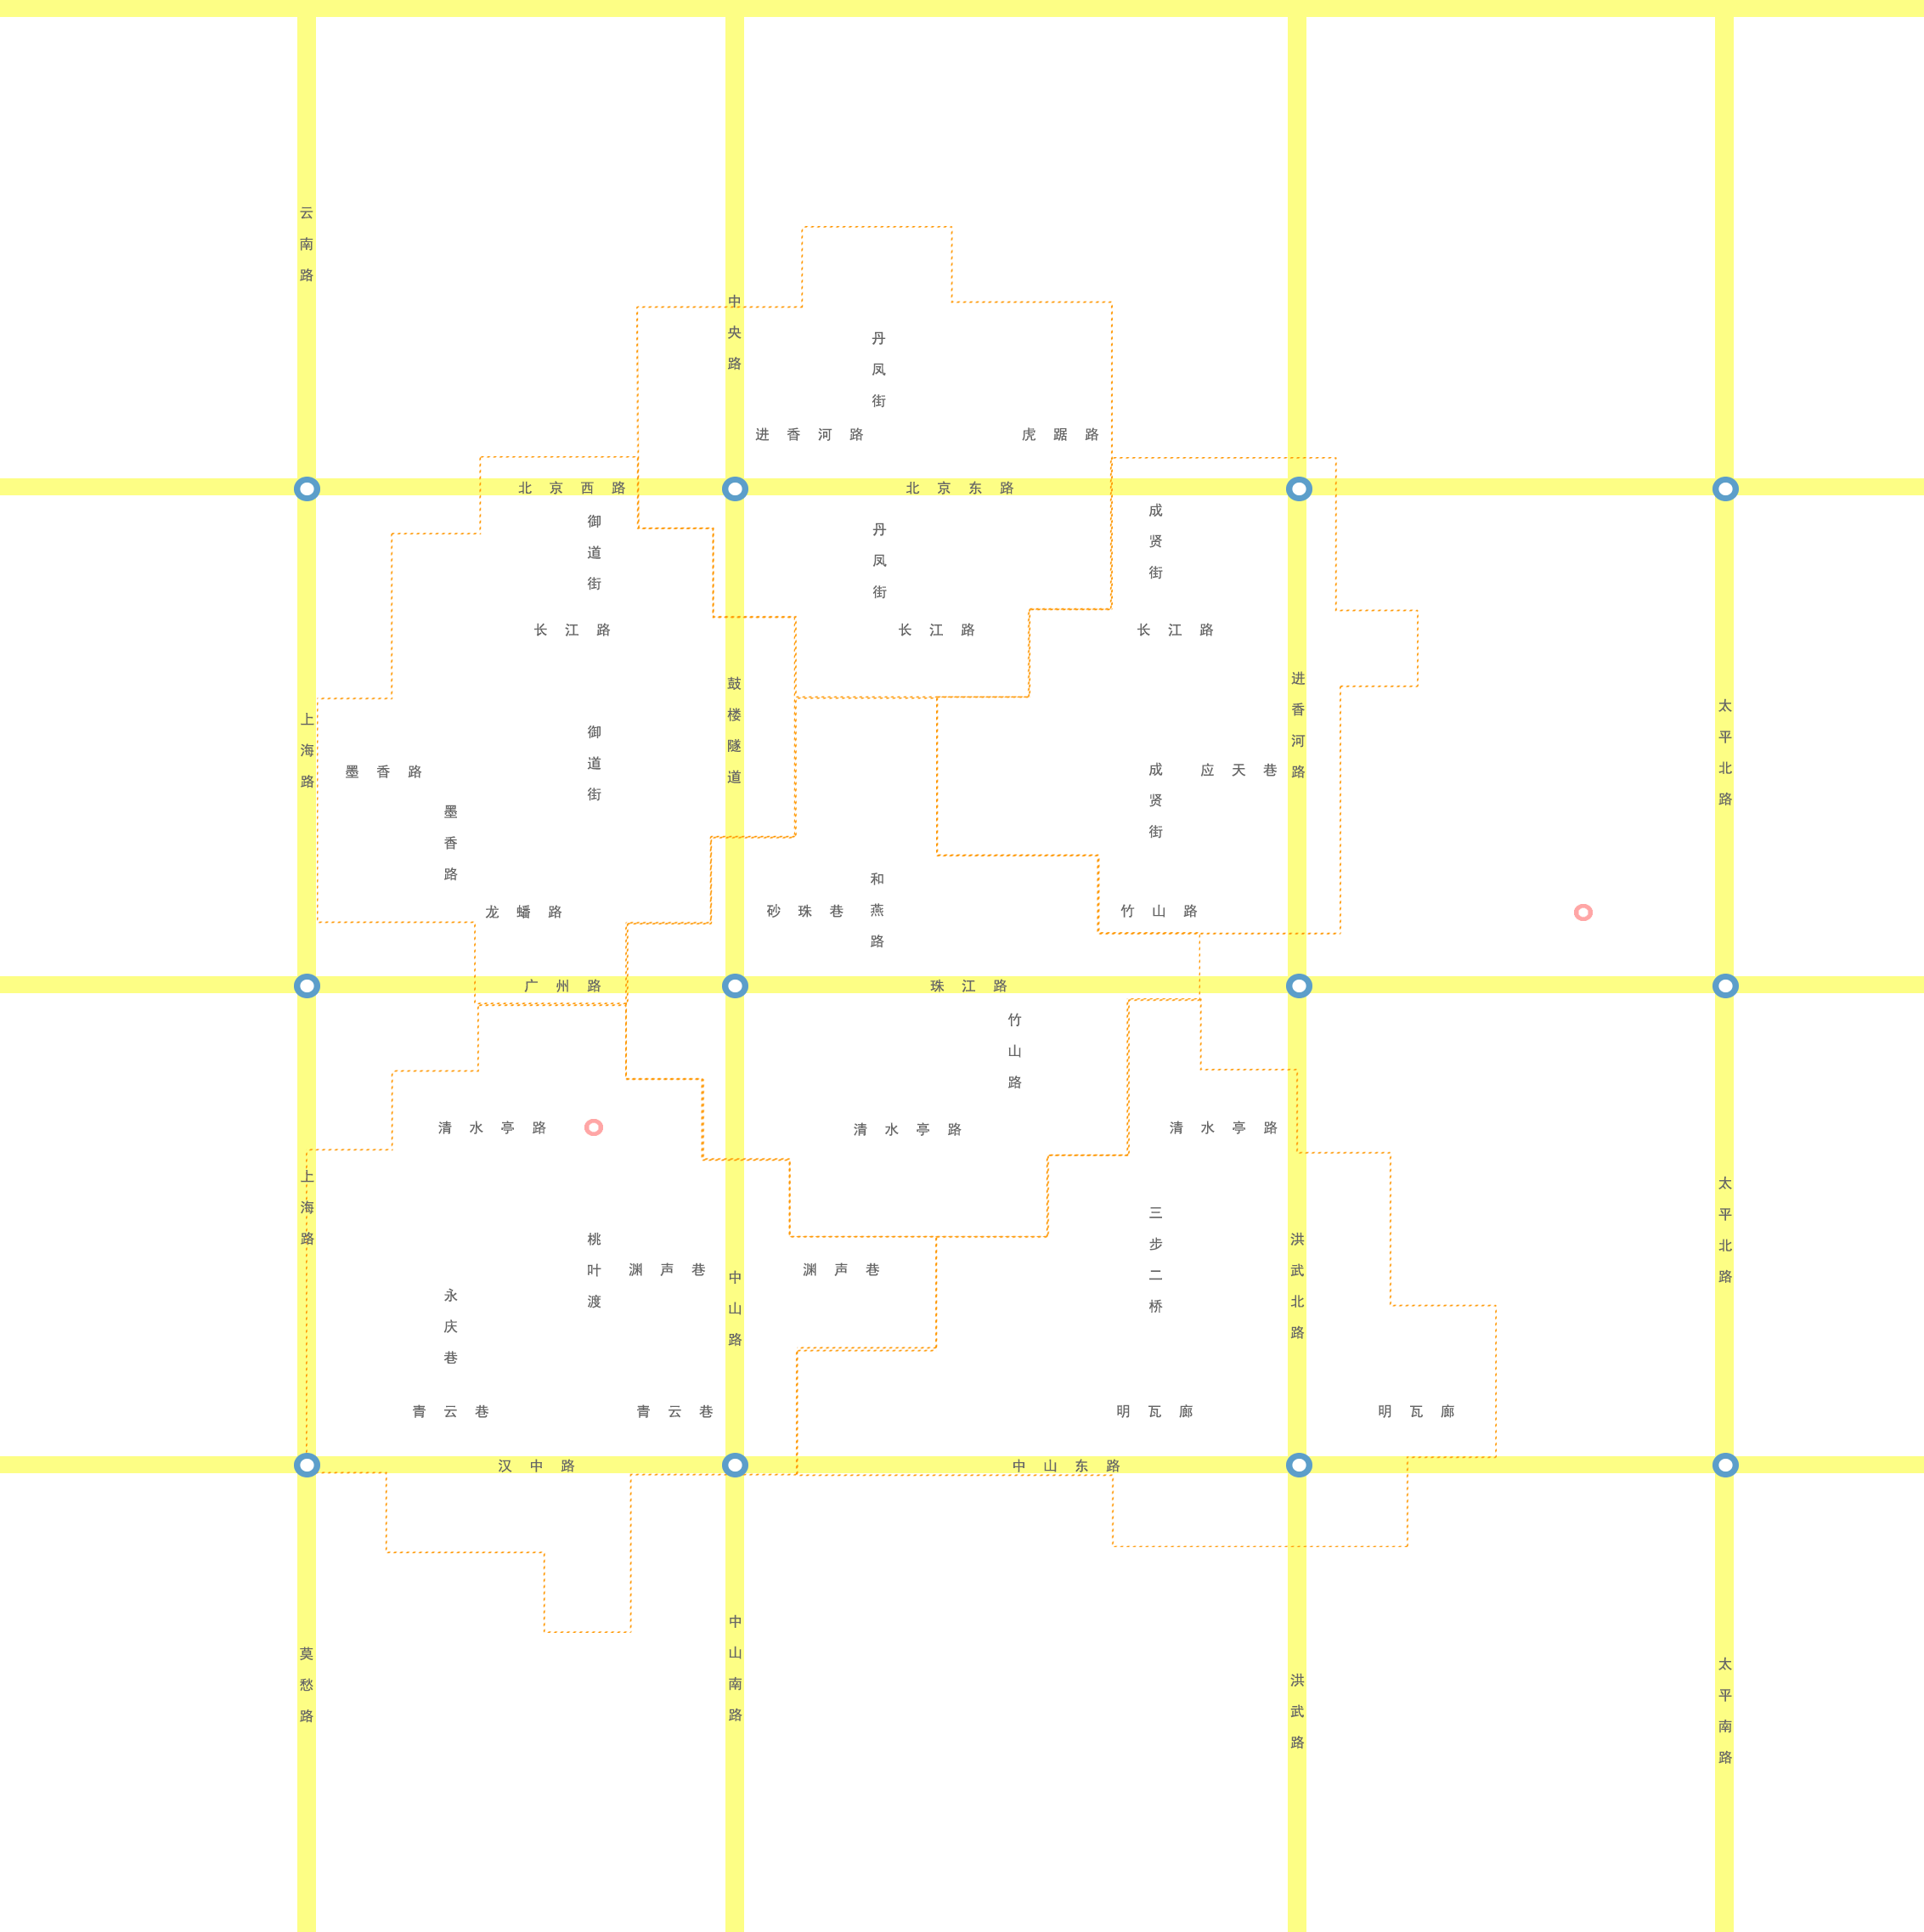 云南路
中央路
丹凤街
进香河路
虎踞路
北京西路
北京东路
御道街
丹凤街
成贤街
长江路
长江路
长江路
上海路
鼓楼隧道
御道街
进香河路
太平北路
墨香路
墨香路
成贤街
应天巷
龙蟠路
砂珠巷
和燕路
竹山路
广州路
珠江路
竹山路
清水亭路
清水亭路
清水亭路
上海路
桃叶渡
渊声巷
中山路
渊声巷
三步二桥
洪武北路
太平北路
永庆巷
青云巷
青云巷
明瓦廊
明瓦廊
汉中路
中山东路
莫愁路
中山南路
洪武路
太平南路